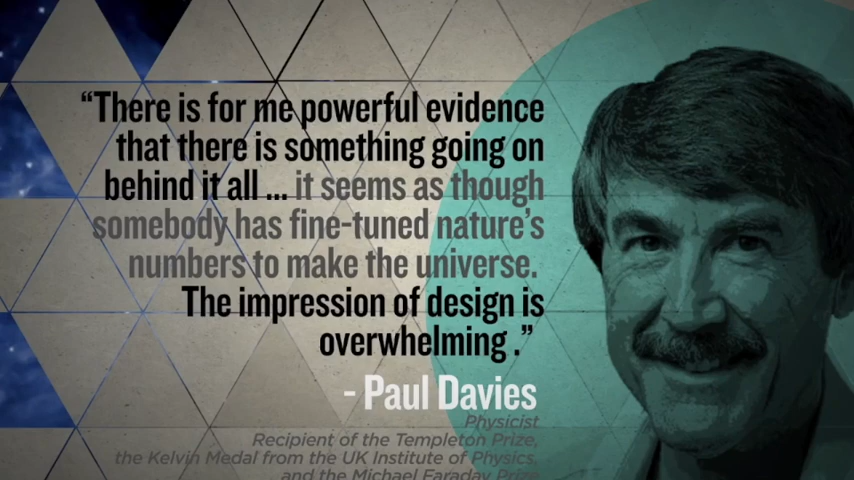 “There is for me powerful evidence
that there is something going on
behind it all ... it seems as though
somebody has fine-tuned nature’s
numbers to make the universe.
The impression of design is
overwhelming .”
- Paul Davies
Physicist
Recipient of the Templeton Prize,
the Kelvin Medal from the UK Institute of Physics,
and the Michael Faraday Prize